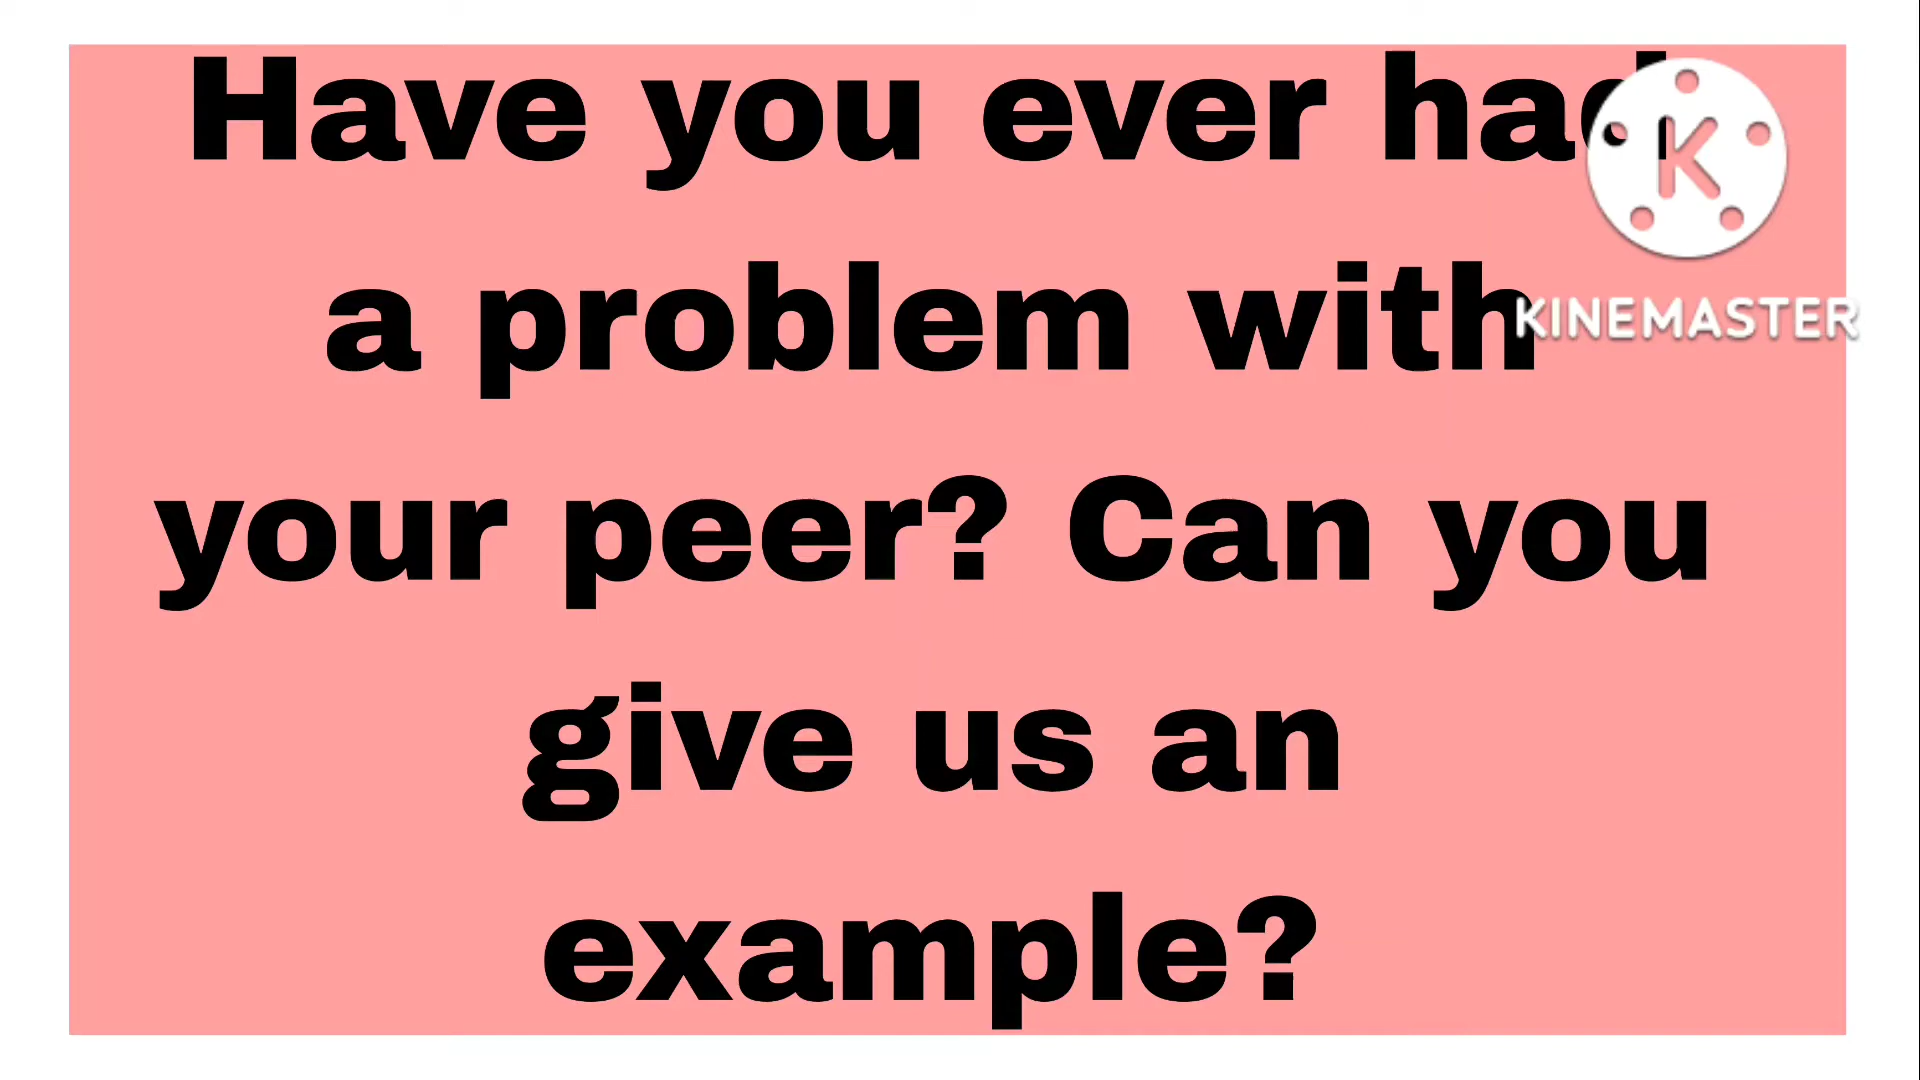 Have you ever had
a problem with
your peer? Can you
give us an
example?
KINEMASTER